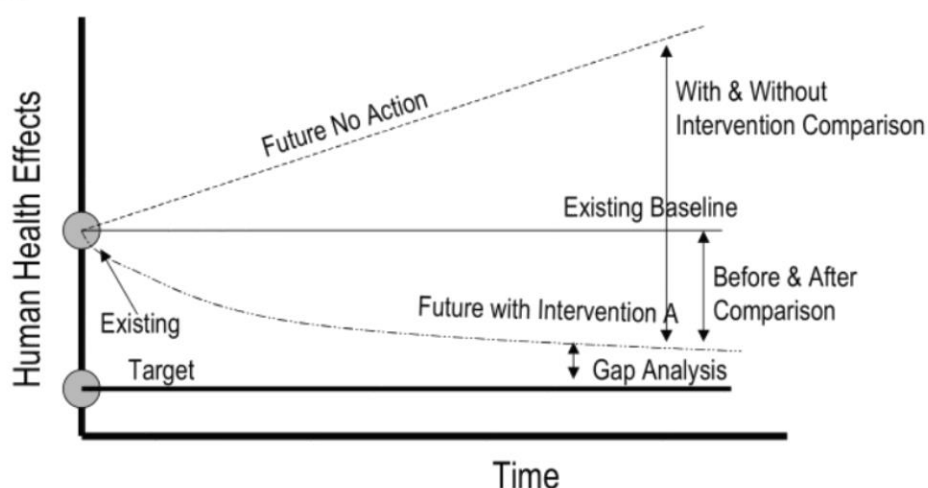 Human Health Effects
Future No Action
With & Without
Intervention Comparison
Existing Baseline
Before & After
Comparison
Future with Intervention A
Existing
Target
Gap Analysis
Time